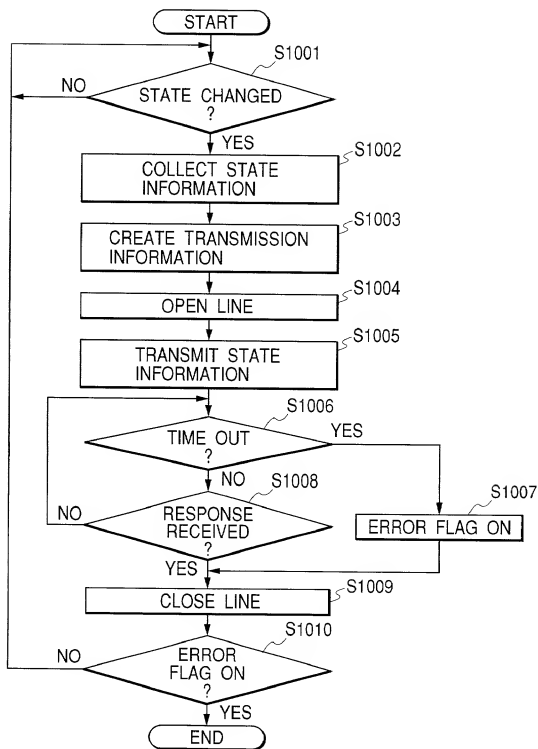 START
S1001
NO
STATE CHANGED
?
YES
S1002
COLLECT STATE
INFORMATION
S1003
CREATE TRANSMISSION
INFORMATION
S1004
OPEN LINE
S1005
TRANSMIT STATE
INFORMATION
S1006
TIME OUT
?
YES
NO
S1008
NO
RESPONSE
RECEIVED
?
S1007
ERROR FLAG ON
YES
S1009
CLOSE LINE
S1010
NO
ERROR
FLAG ON
?
YES
END